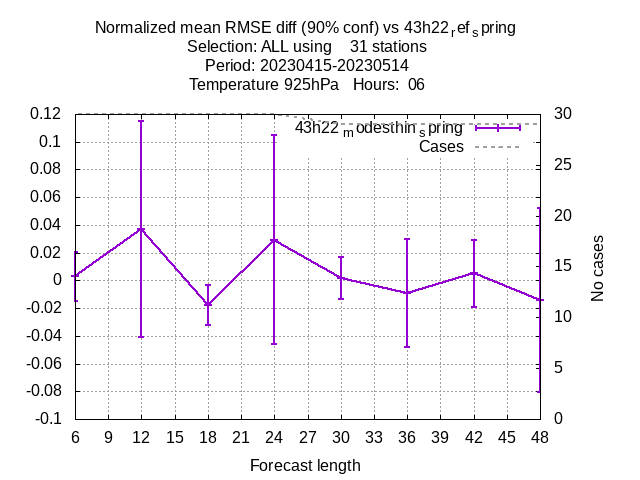 Normalized mean RMSE diff (90% conf) vs 43h22ref spring
Selection: ALL using    31 stations
Period: 20230415-20230514
Temperature 925hPa   Hours:  06
0.12
0.1
0.08
0.06
0.04
0.02
0
-0.02
-0.04
-0.06
-0.08
-0.1
43h22modesthinspring
Cases
30
25
20
15
10
5
0
No cases
6 9 12 15 18 21 24 27 30 33 36 39 42 45 48
Forecast length